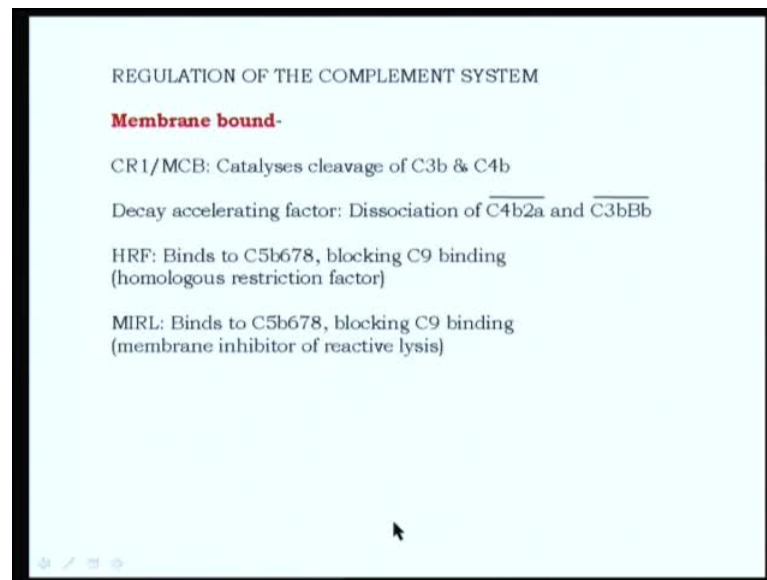 REGULATION OF THE COMPLEMENT SYSTEM
Membrane bound-
CR1/MCB: Catalyses cleavage of C3b & C4b
Decay accelerating factor: Dissociation of C4b2a and C3bBb
HRF: Binds to C5b678, blocking C9 binding
(homologous restriction factor)
MIRL: Binds to C5b678, blocking C9 binding
(membrane inhibitor of reactive lysis)